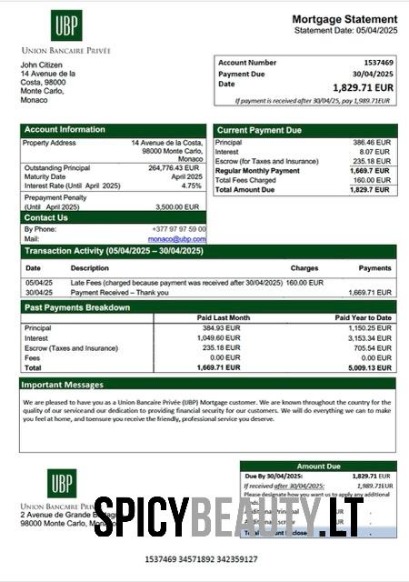 UBP
UNION BANCAIRE PRIVÉE
Mortgage Statement
Statement Date: 05/04/2025
John Citizen
14 Avenue de la
Costa, 98000
Monte Carlo,
Monaco
Account Number 1537469
Payment Due 30/04/2025
Date
1,829.71 EUR
If payment is received after 30/04/25, pay 1,989.71EUR
Account Information
Property Address 14 Avenue de la Costa,
98000 Monte Carlo,
Monaco
Outstanding Principal 264,776.43 EUR
Maturity Date April 2025
Interest Rate (Until April 2025) 4.75%
Prepayment Penalty
(Until April 2025) 3,500.00 EUR
Contact Us
By Phone: +377 97 97 59 00
Mail: monaco@ubp.com
Current Payment Due
Principal 386.46 EUR
Interest 8.07 EUR
Escrow (for Taxes and Insurance) 235.18 EUR
Regular Monthly Payment 1,669.7 EUR
Total Fees Charged 160.00 EUR
Total Amount Due 1,829.7 EUR
Transaction Activity (05/04/2025 – 30/04/2025)
Date Description Charges Payments
05/04/25 Late Fees (charged because payment was received after 30/04/2025) 160.00 EUR
30/04/25 Payment Received – Thank you 1,669.71 EUR
Past Payments Breakdown
Paid Last Month Paid Year to Date
Principal 384.93 EUR 1,150.25 EUR
Interest 1,049.60 EUR 3,153.34 EUR
Escrow (Taxes and Insurance) 235.18 EUR 705.54 EUR
Fees 0.00 EUR 0.00 EUR
Total 1,669.71 EUR 5,009.13 EUR
Important Messages
We are pleased to have you as a Union Bancaire Privée (UBP) Mortgage customer. We are known throughout the country for the
quality of our serviceand our dedication to providing financial security for our customers. We will do everything we can to make
you feel at home, and toensure you receive the friendly, professional service you deserve.
UBP
UNION BANCAIRE PRIVÉE
2 Avenue de Grande
98000 Monte Carlo,
Amount Due
Due By 30/04/2025: 1,829.71 EUR
If received after 30/04/2025: 1,989.71EUR
Please designate how you want us to apply any additional
SPICYBEAUTY.LT
1537469 34571892 342359127